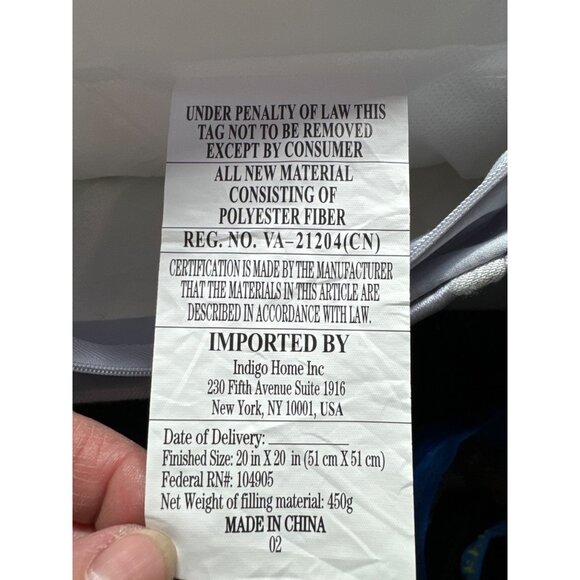 UNDER PENALTY OF LAW THIS
TAG NOT TO BE REMOVED
EXCEPT BY CONSUMER
ALL NEW MATERIAL
CONSISTING OF
POLYESTER FIBER
REG. NO. VA-21204(CN)
CERTIFICATION IS MADE BY THE MANUFACTURER
THAT THE MATERIALS IN THIS ARTICLE ARE
DESCRIBED IN ACCORDANCE WITH LAW.
IMPORTED BY
Indigo Home Inc
230 Fifth Avenue Suite 1916
New York, NY 10001, USA
Date of Delivery:
Finished Size: 20 in X 20 in (51 cm X 51 cm)
Federal RN#: 104905
Net Weight of filling material: 450g
MADE IN CHINA
02